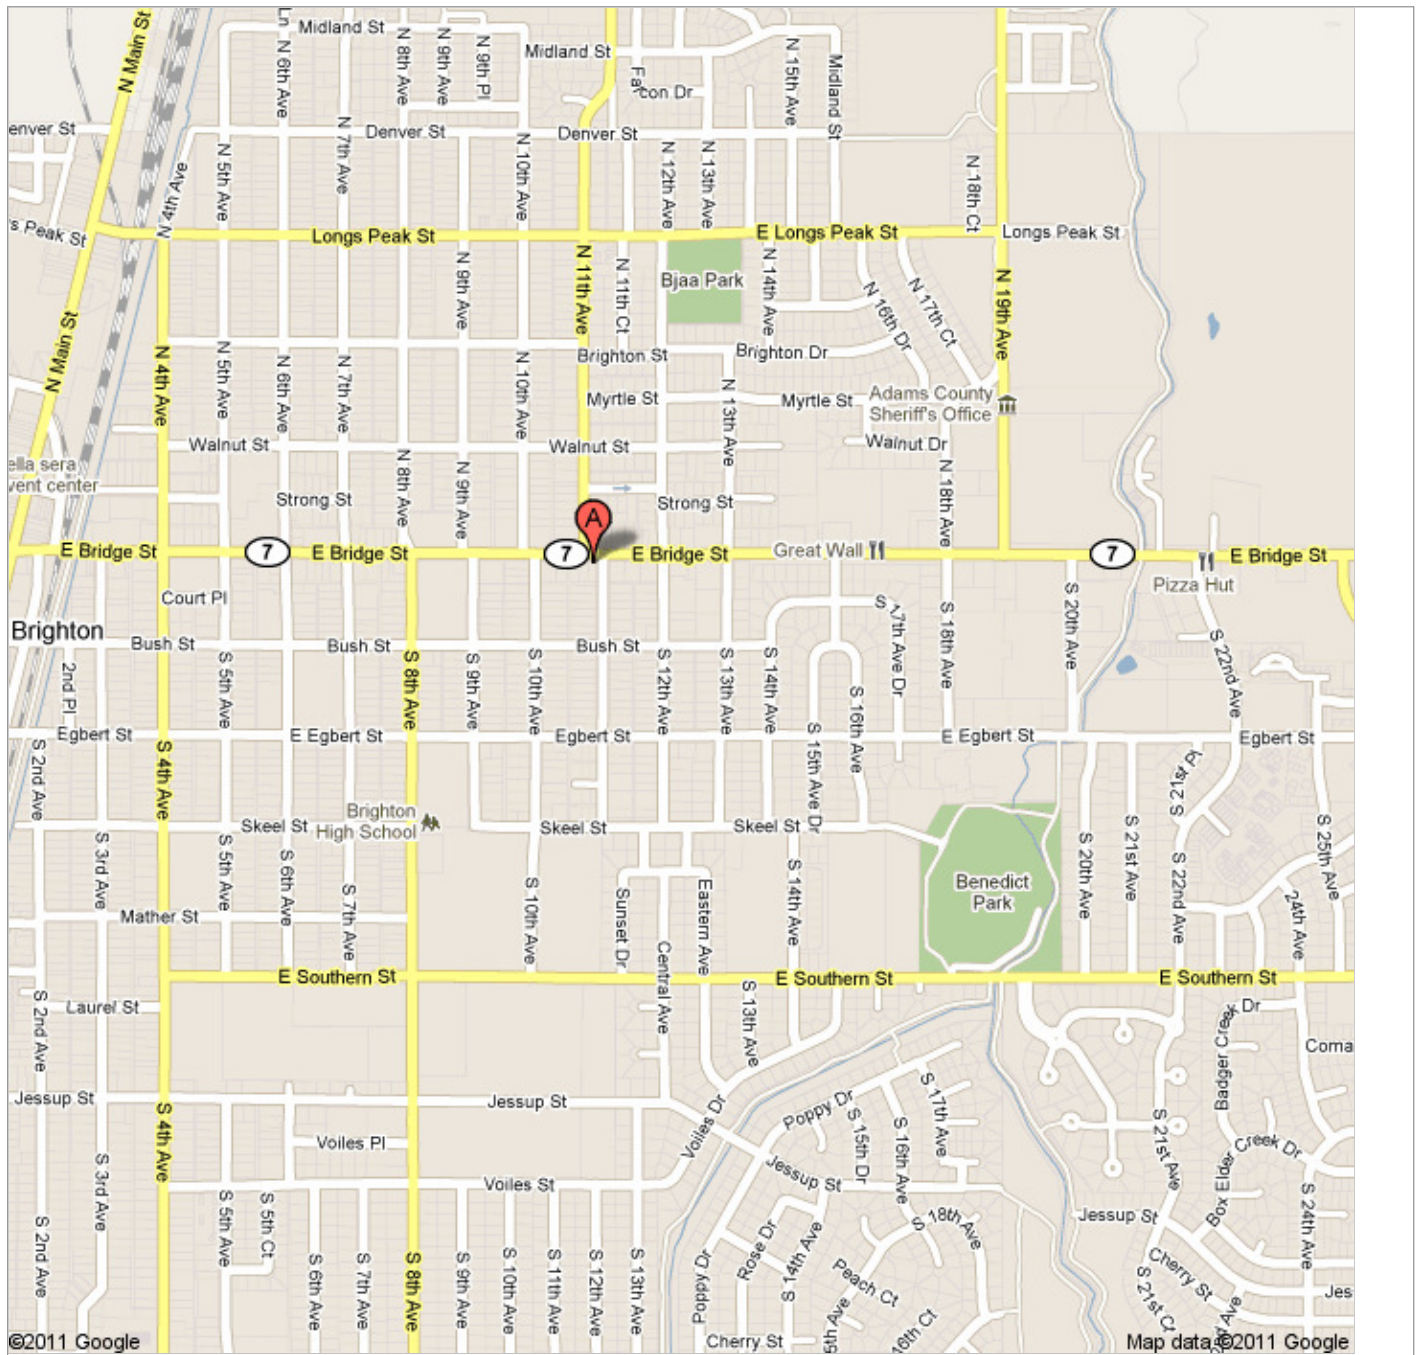 N Main St
Ln
N 6th Ave
Midland St
N 8th Ave
N 9th Ave
N 9th Pl
Midland St
Falcon Dr
N 15th Ave
Midland St
enver St
N 7th Ave
Denver St
Denver St
N 4th Ave
N 5th Ave
N 10th Ave
N 12th Ave
N 13th Ave
N 18th Ct
s Peak St
Longs Peak St
E Longs Peak St
Longs Peak St
N 9th Ave
N 11th Ave
N 11th Ct
Bjaa Park
N 14th Ave
N 16th Dr
N 17th Ct
N 19th Ave
N Main St
N 4th Ave
N 5th Ave
N 6th Ave
N 7th Ave
N 10th Ave
Brighton St
Brighton Dr
Myrtle St
N 13th Ave
Myrtle St
Adams County
Sheriff's Office
Walnut St
Walnut St
Walnut Dr
ella sera
vent center
N 8th Ave
N 9th Ave
N 18th Ave
Strong St
Strong St
A
E Bridge St
7
E Bridge St
7
E Bridge St
Great Wall
7
E Bridge St
Pizza Hut
Court Pl
Brighton
Bush St
Bush St
Bush St
S 17th Ave Dr
S 18th Ave
S 20th Ave
S 22nd Ave
2nd Pl
S 5th Ave
S 8th Ave
S 9th Ave
S 10th Ave
S 12th Ave
S 13th Ave
S 14th Ave
S 16th Ave
S 15th Ave Dr
Egbert St
E Egbert St
Egbert St
E Egbert St
Egbert St
S 2nd Ave
S 4th Ave
S 21st Pl
Brighton
High School
Skeel St
Skeel St
Skeel St
S 3rd Ave
S 5th Ave
S 6th Ave
S 7th Ave
S 10th Ave
Sunset Dr
Eastern Ave
S 14th Ave
Benedict
Park
S 20th Ave
S 21st Ave
S 22nd Ave
24th Ave
S 25th Ave
Mather St
Central Ave
E Southern St
E Southern St
E Southern St
S 2nd Ave
Laurel St
S 13th Ave
Badger Creek Dr
Coma
Jessup St
S 4th Ave
Jessup St
Voiles Dr
Poppy Dr
S 15th Dr
S 16th Ave
S 17th Ave
S 21st Ave
Voiles Pl
Box Elder Creek Dr
S 3rd Ave
Voiles St
Jessup St
S 24th Ave
S 2nd Ave
S 5th Ave
S 5th Ct
S 6th Ave
S 7th Ave
S 8th Ave
S 9th Ave
S 10th Ave
S 11th Ave
S 12th Ave
S 13th Ave
Poppy Dr
Rose Dr
S 14th Ave
S 18th Ave
Jessup St
Peach Ct
Cherry St
S 21st Ct
Jes
16th Ct
Cherry St
©2011 Google
Map data ©2011 Google